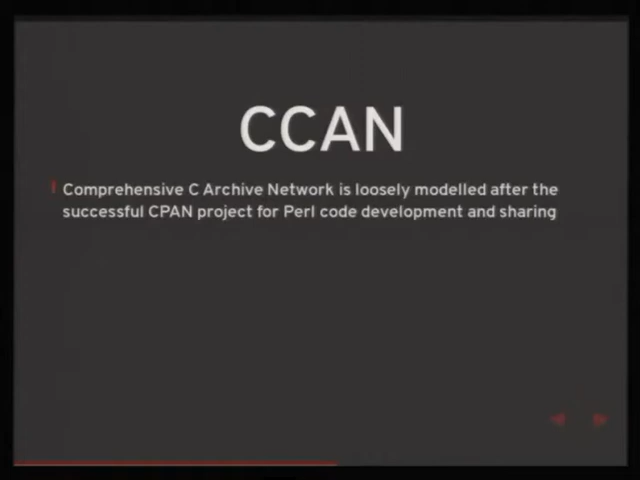 CCAN
Comprehensive C Archive Network is loosely modelled after the
successful CPAN project for Perl code development and sharing